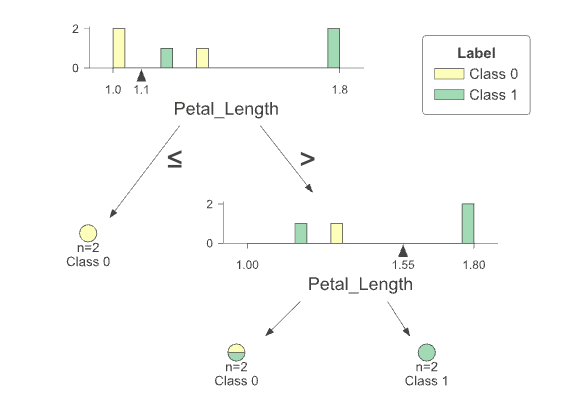 2
0
1.0 1.1 1.8
Petal_Length
Label
Class 0
Class 1
≤ >
n=2
Class 0
2
0
1.00 1.55 1.80
Petal_Length
n=2
Class 0
n=2
Class 1